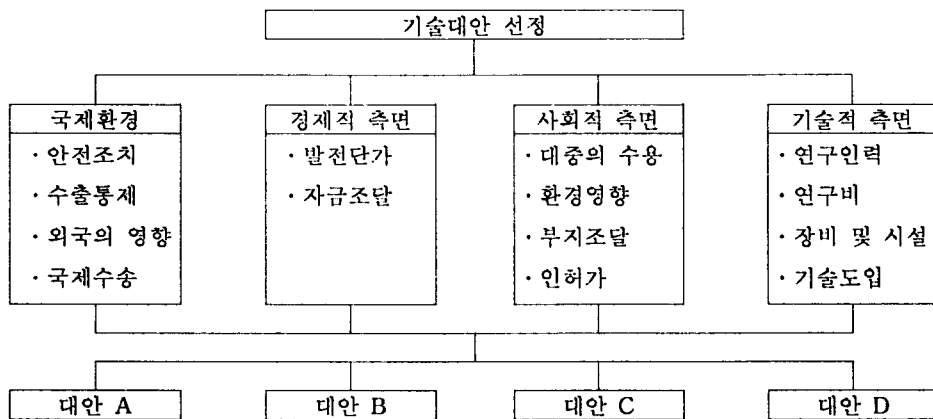 기술대안 선정
국제환경
· 안전조치
· 수출통제
· 외국의 영향
· 국제수송
경제적 측면
· 발전단가
· 자금조달
사회적 측면
· 대중의 수용
· 환경영향
· 부지조달
· 인허가
기술적 측면
· 연구인력
· 연구비
· 장비 및 시설
· 기술도입
대안 A
대안 B
대안 C
대안 D